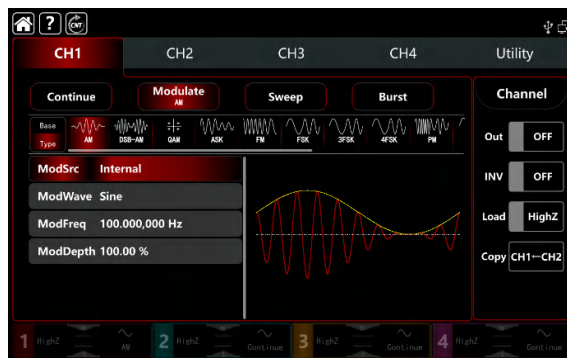 ? CNT
CH1 CH2 CH3 CH4 Utility
Continue Modulate Sweep Burst Channel
AM
Base
Type AM DSB-AM QAM ASK FM FSK 3FSK 4FSK PM
Out OFF
ModSrc Internal
INV OFF
ModWave Sine
Load HighZ
ModFreq 100.000,000 Hz
ModDepth 100.00 %
Copy CH1←CH2
1 HighZ AM 2 HighZ Continue 3 HighZ Continue 4 HighZ Continue